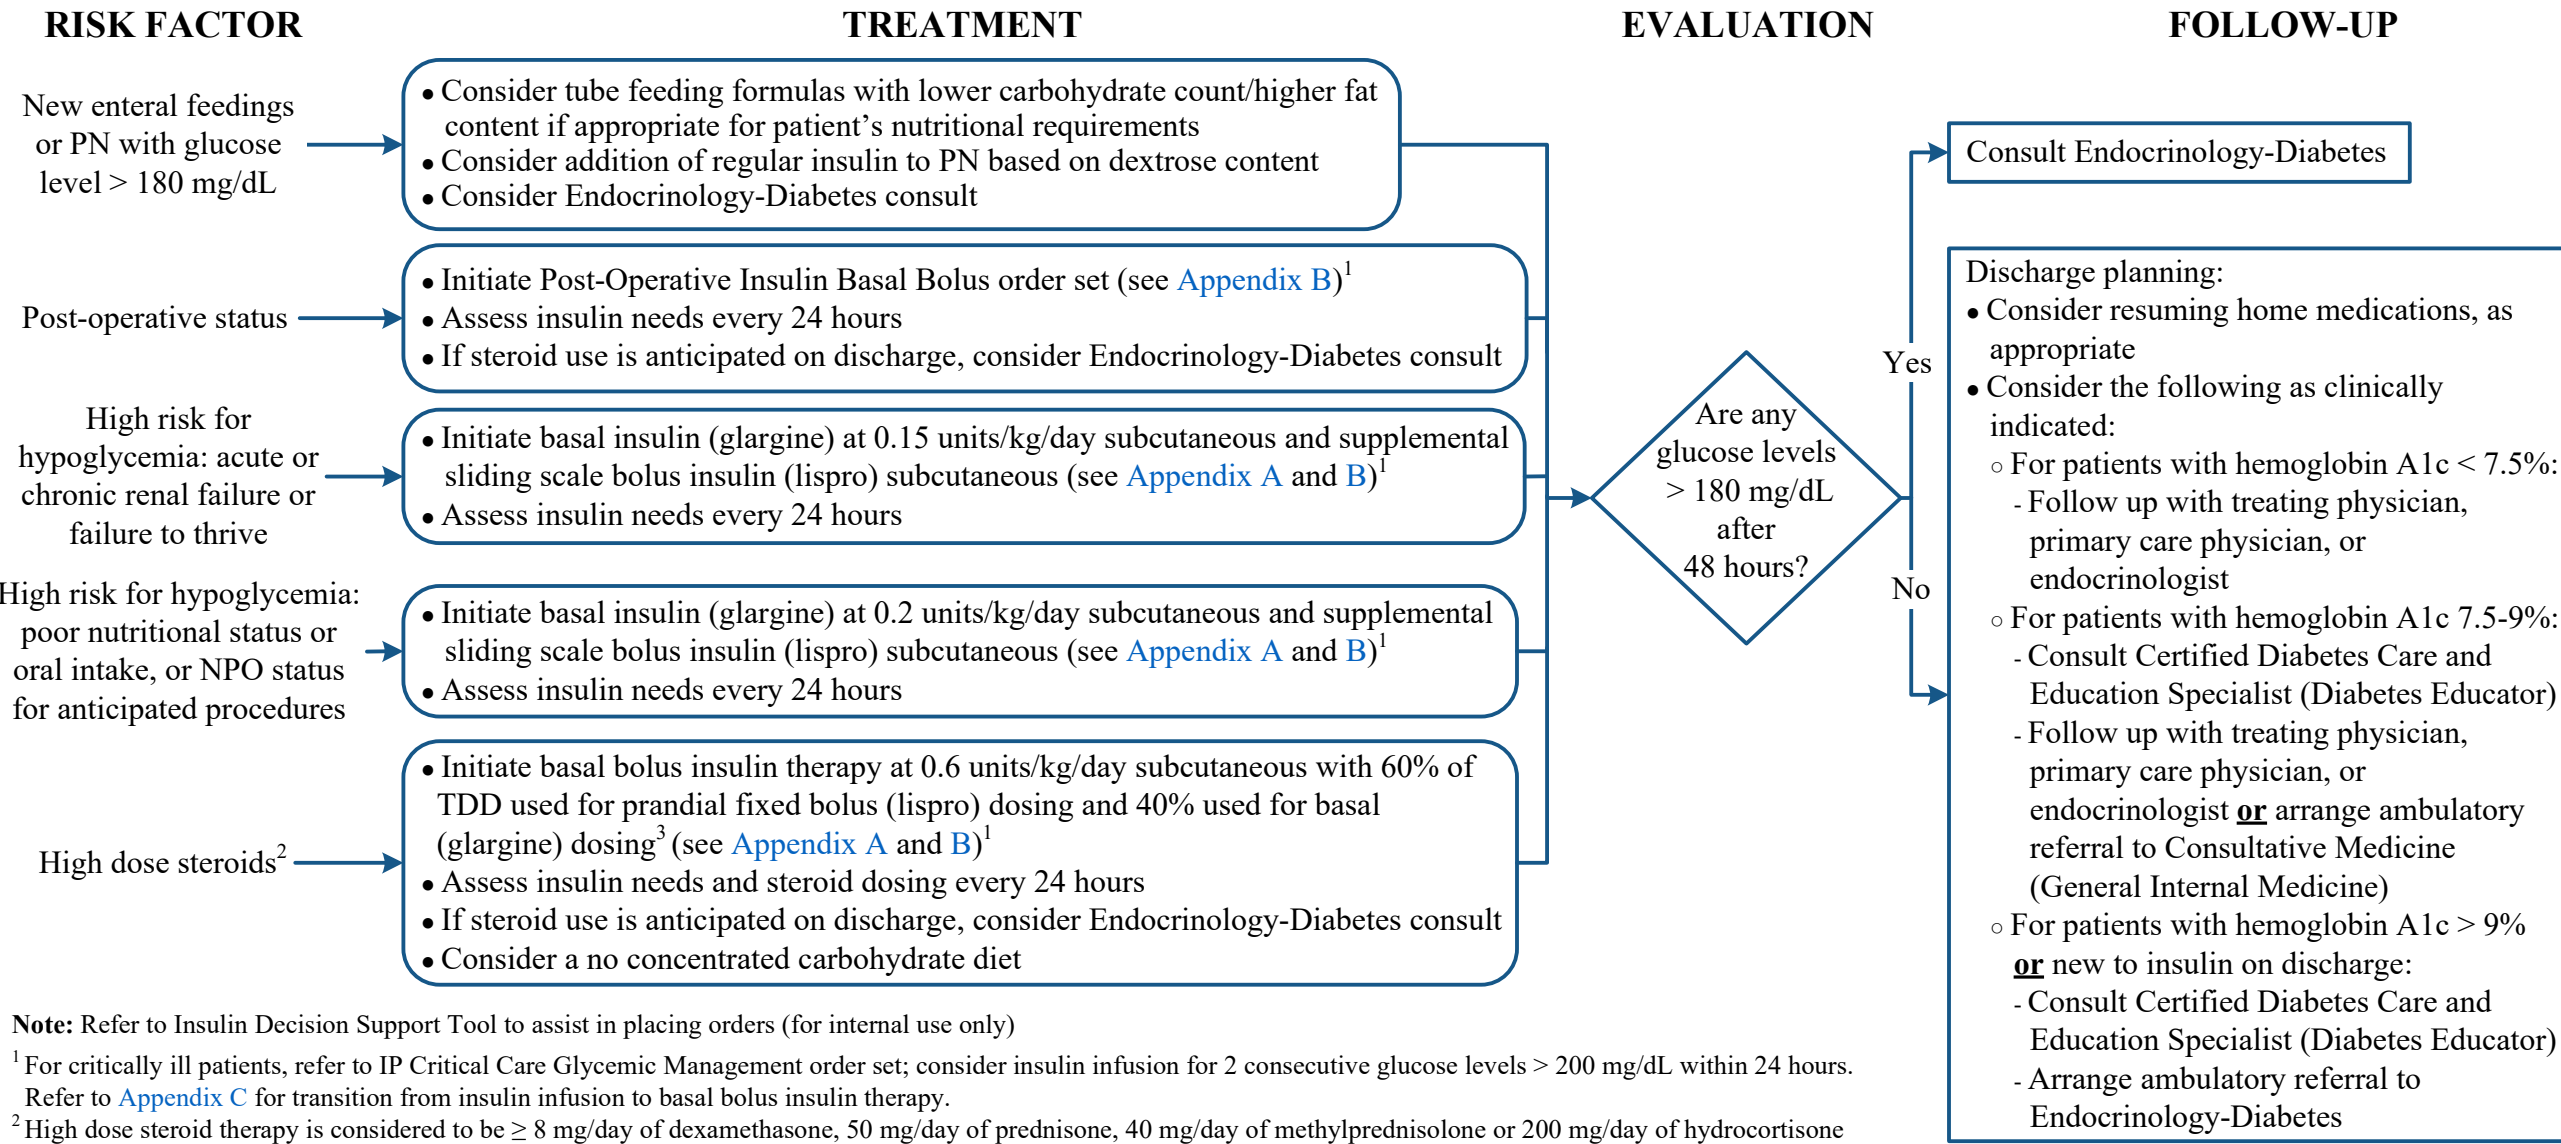 RISK FACTOR
TREATMENT
EVALUATION
FOLLOW-UP
New enteral feedings
or PN with glucose
level > 180 mg/dL
● Consider tube feeding formulas with lower carbohydrate count/higher fat
content if appropriate for patient’s nutritional requirements
● Consider addition of regular insulin to PN based on dextrose content
● Consider Endocrinology-Diabetes consult
Post-operative status
● Initiate Post-Operative Insulin Basal Bolus order set (see Appendix B)1
● Assess insulin needs every 24 hours
● If steroid use is anticipated on discharge, consider Endocrinology-Diabetes consult
High risk for
hypoglycemia: acute or
chronic renal failure or
failure to thrive
● Initiate basal insulin (glargine) at 0.15 units/kg/day subcutaneous and supplemental
sliding scale bolus insulin (lispro) subcutaneous (see Appendix A and B)1
● Assess insulin needs every 24 hours
High risk for hypoglycemia:
poor nutritional status or
oral intake, or NPO status
for anticipated procedures
● Initiate basal insulin (glargine) at 0.2 units/kg/day subcutaneous and supplemental
sliding scale bolus insulin (lispro) subcutaneous (see Appendix A and B)1
● Assess insulin needs every 24 hours
High dose steroids2
● Initiate basal bolus insulin therapy at 0.6 units/kg/day subcutaneous with 60% of
TDD used for prandial fixed bolus (lispro) dosing and 40% used for basal
(glargine) dosing3 (see Appendix A and B)1
● Assess insulin needs and steroid dosing every 24 hours
● If steroid use is anticipated on discharge, consider Endocrinology-Diabetes consult
● Consider a no concentrated carbohydrate diet
Are any
glucose levels
> 180 mg/dL
after
48 hours?
Yes
No
Consult Endocrinology-Diabetes
Discharge planning:
● Consider resuming home medications, as
appropriate
● Consider the following as clinically
indicated:
○ For patients with hemoglobin A1c < 7.5%:
- Follow up with treating physician,
primary care physician, or
endocrinologist
○ For patients with hemoglobin A1c 7.5-9%:
- Consult Certified Diabetes Care and
Education Specialist (Diabetes Educator)
- Follow up with treating physician,
primary care physician, or
endocrinologist or arrange ambulatory
referral to Consultative Medicine
(General Internal Medicine)
○ For patients with hemoglobin A1c > 9%
or new to insulin on discharge:
- Consult Certified Diabetes Care and
Education Specialist (Diabetes Educator)
- Arrange ambulatory referral to
Endocrinology-Diabetes
Note: Refer to Insulin Decision Support Tool to assist in placing orders (for internal use only)
1 For critically ill patients, refer to IP Critical Care Glycemic Management order set; consider insulin infusion for 2 consecutive glucose levels > 200 mg/dL within 24 hours.
Refer to Appendix C for transition from insulin infusion to basal bolus insulin therapy.
2 High dose steroid therapy is considered to be ≥ 8 mg/day of dexamethasone, 50 mg/day of prednisone, 40 mg/day of methylprednisolone or 200 mg/day of hydrocortisone